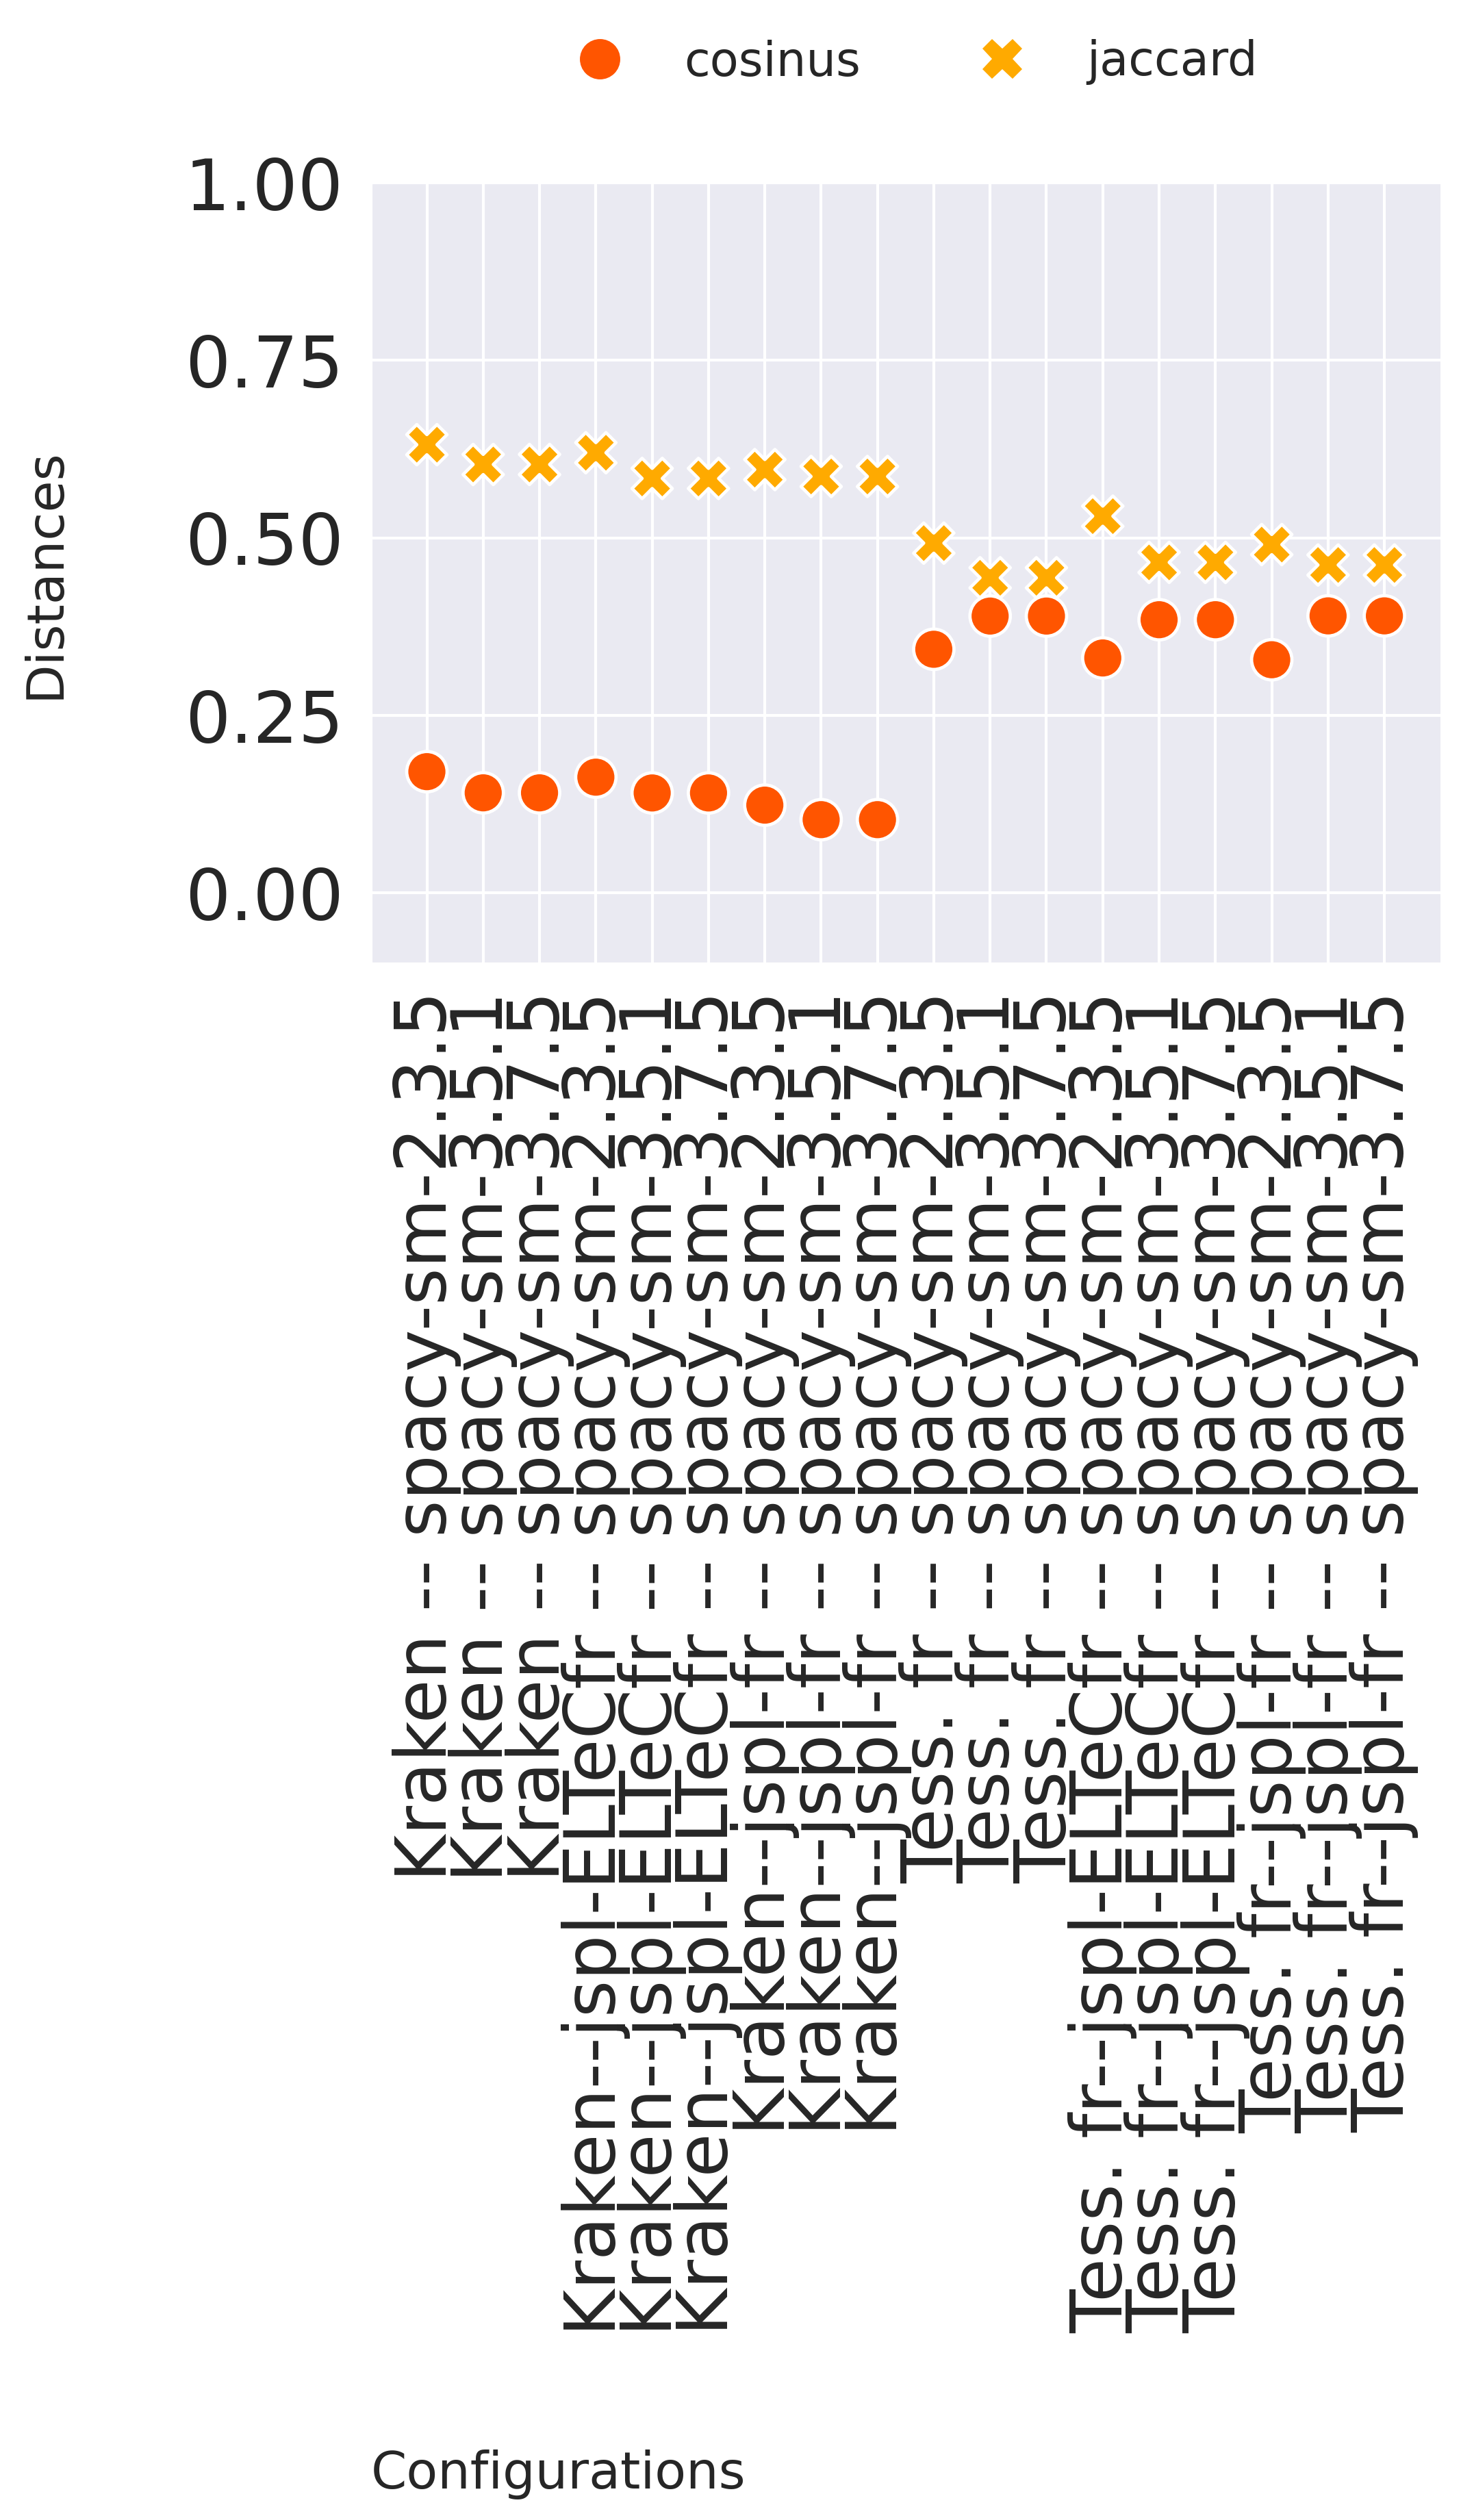 cosinus jaccard
1.00
0.75
0.50
0.25
0.00
Distances
Kraken -- spacy-sm-2.3.5
Kraken -- spacy-sm-3.5.1
Kraken -- spacy-sm-3.7.5
Kraken--jspl-ELTeCfr -- spacy-sm-2.3.5
Kraken--jspl-ELTeCfr -- spacy-sm-3.5.1
Kraken--jspl-ELTeCfr -- spacy-sm-3.7.5
Kraken--jspl-fr -- spacy-sm-2.3.5
Kraken--jspl-fr -- spacy-sm-3.5.1
Kraken--jspl-fr -- spacy-sm-3.7.5
Tess. fr -- spacy-sm-2.3.5
Tess. fr -- spacy-sm-3.5.1
Tess. fr -- spacy-sm-3.7.5
Tess. fr--jspl-ELTeCfr -- spacy-sm-2.3.5
Tess. fr--jspl-ELTeCfr -- spacy-sm-3.5.1
Tess. fr--jspl-ELTeCfr -- spacy-sm-3.7.5
Tess. fr--jspl-fr -- spacy-sm-2.3.5
Tess. fr--jspl-fr -- spacy-sm-3.5.1
Tess. fr--jspl-fr -- spacy-sm-3.7.5
Configurations